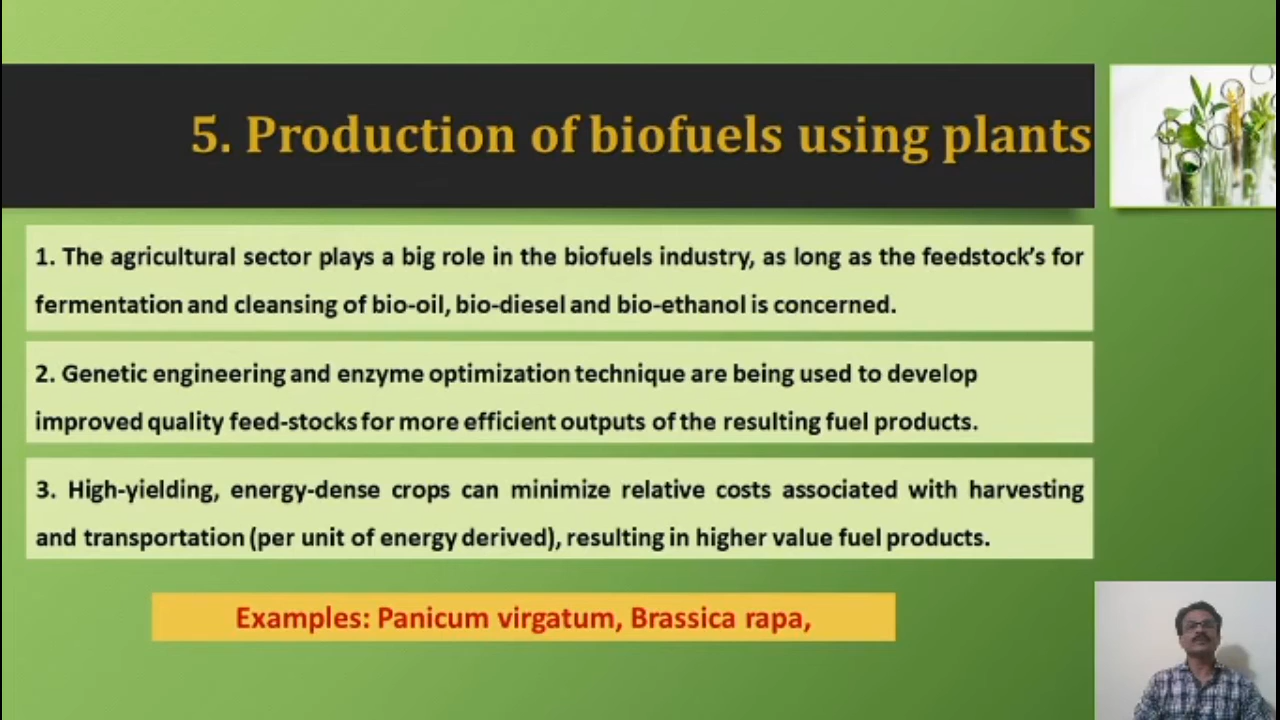 5. Production of biofuels using plants
1. The agricultural sector plays a big role in the biofuels industry, as long as the feedstock’s for
fermentation and cleansing of bio-oil, bio-diesel and bio-ethanol is concerned.
2. Genetic engineering and enzyme optimization technique are being used to develop
improved quality feed-stocks for more efficient outputs of the resulting fuel products.
3. High-yielding, energy-dense crops can minimize relative costs associated with harvesting
and transportation (per unit of energy derived), resulting in higher value fuel products.
Examples: Panicum virgatum, Brassica rapa,